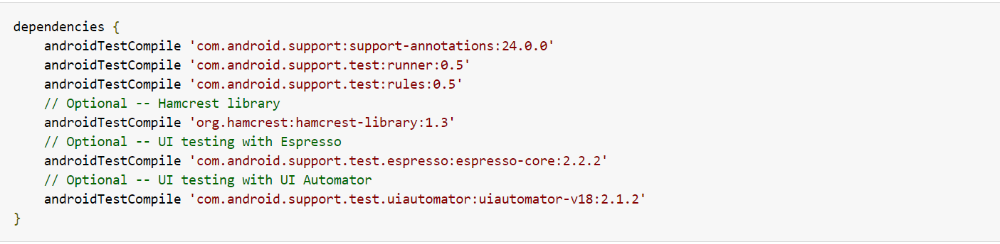 dependencies {
    androidTestCompile 'com.android.support:support-annotations:24.0.0'
    androidTestCompile 'com.android.support.test:runner:0.5'
    androidTestCompile 'com.android.support.test:rules:0.5'
    // Optional -- Hamcrest library
    androidTestCompile 'org.hamcrest:hamcrest-library:1.3'
    // Optional -- UI testing with Espresso
    androidTestCompile 'com.android.support.test.espresso:espresso-core:2.2.2'
    // Optional -- UI testing with UI Automator
    androidTestCompile 'com.android.support.test.uiautomator:uiautomator-v18:2.1.2'
}